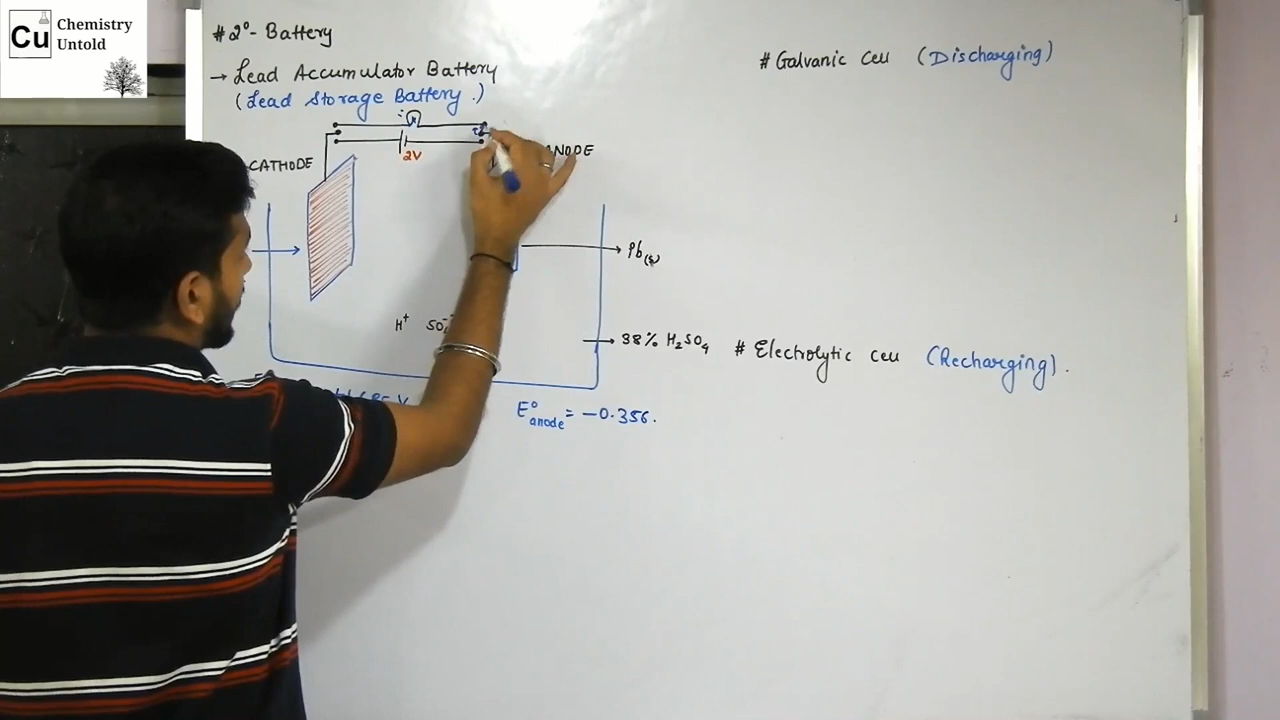 Cu Chemistry
Untold
# 2° - Battery
→ Lead Accumulator Battery
(Lead Storage Battery.)
2V
CATHODE
ANODE
Pb(s)
H⁺ SO₄⁻⁻
38% H₂SO₄
E°anode = -0.356.
# Galvanic Cell (Discharging)
# Electrolytic cell (Recharging).